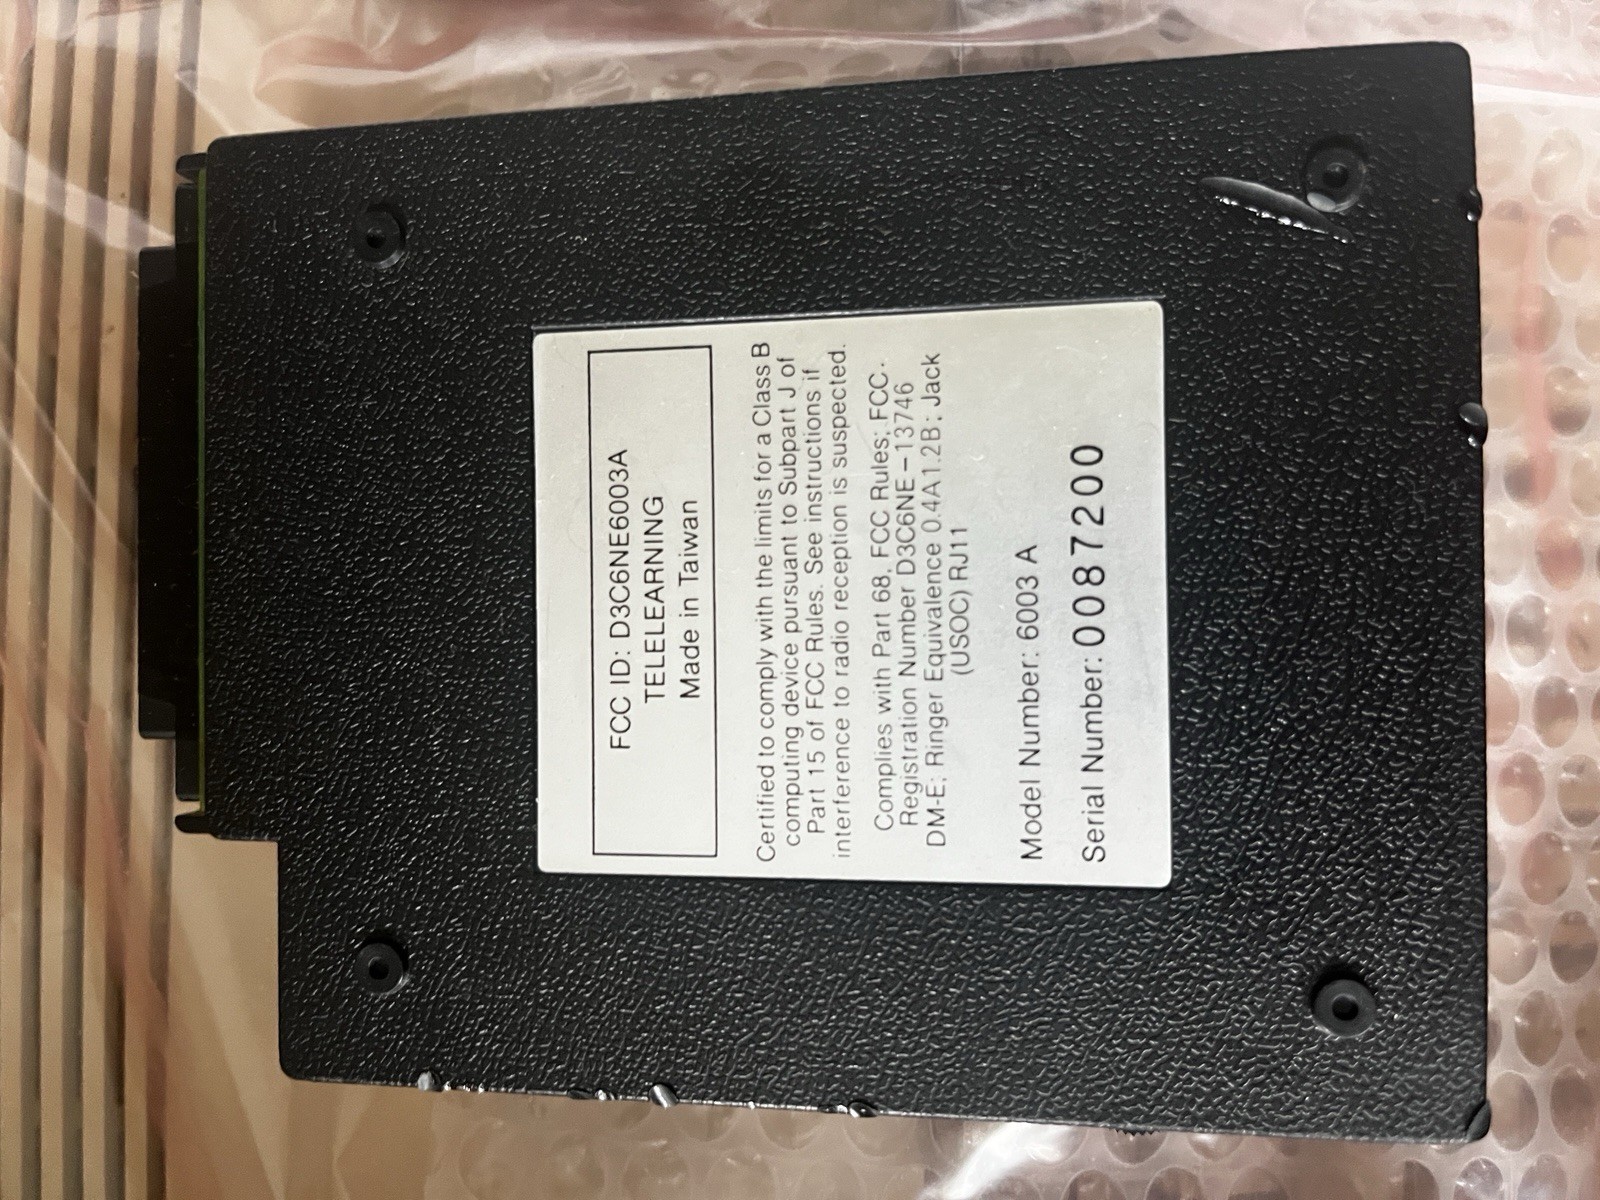 FCC ID: D3C6NE6003A
TELELEARNING
Made in Taiwan
Certified to comply with the limits for a Class B
computing device pursuant to Subpart J of
Part 15 of FCC Rules. See instructions if
interference to radio reception is suspected.
Complies with Part 68, FCC Rules: FCC.
Registration Number D3C6NE-13746
DM-E: Ringer Equivalence 0.4A1.2B: Jack
(USOC) RJ11
Model Number: 6003 A
Serial Number: 0087200